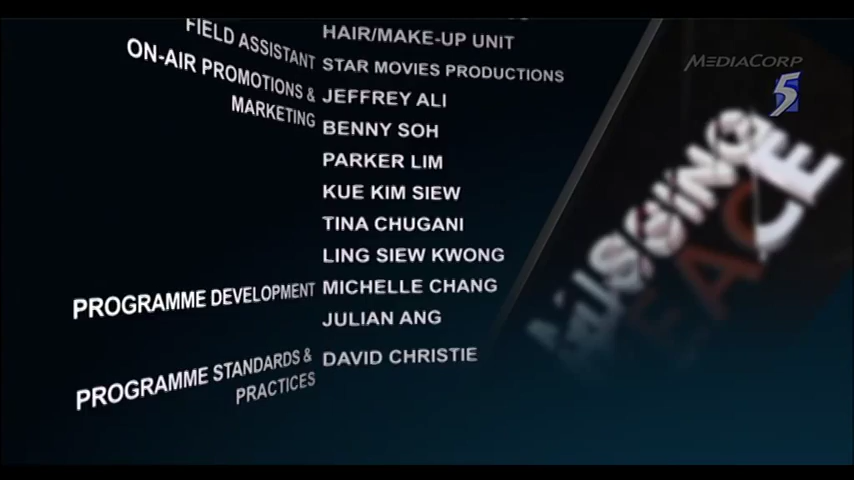 HAIR/MAKE-UP UNIT
FIELD ASSISTANT STAR MOVIES PRODUCTIONS
ON-AIR PROMOTIONS & JEFFREY ALI
MARKETING BENNY SOH
PARKER LIM
KUE KIM SIEW
TINA CHUGANI
LING SIEW KWONG
PROGRAMME DEVELOPMENT MICHELLE CHANG
JULIAN ANG
PROGRAMME STANDARDS & DAVID CHRISTIE
PRACTICES
MEDIACORP
5